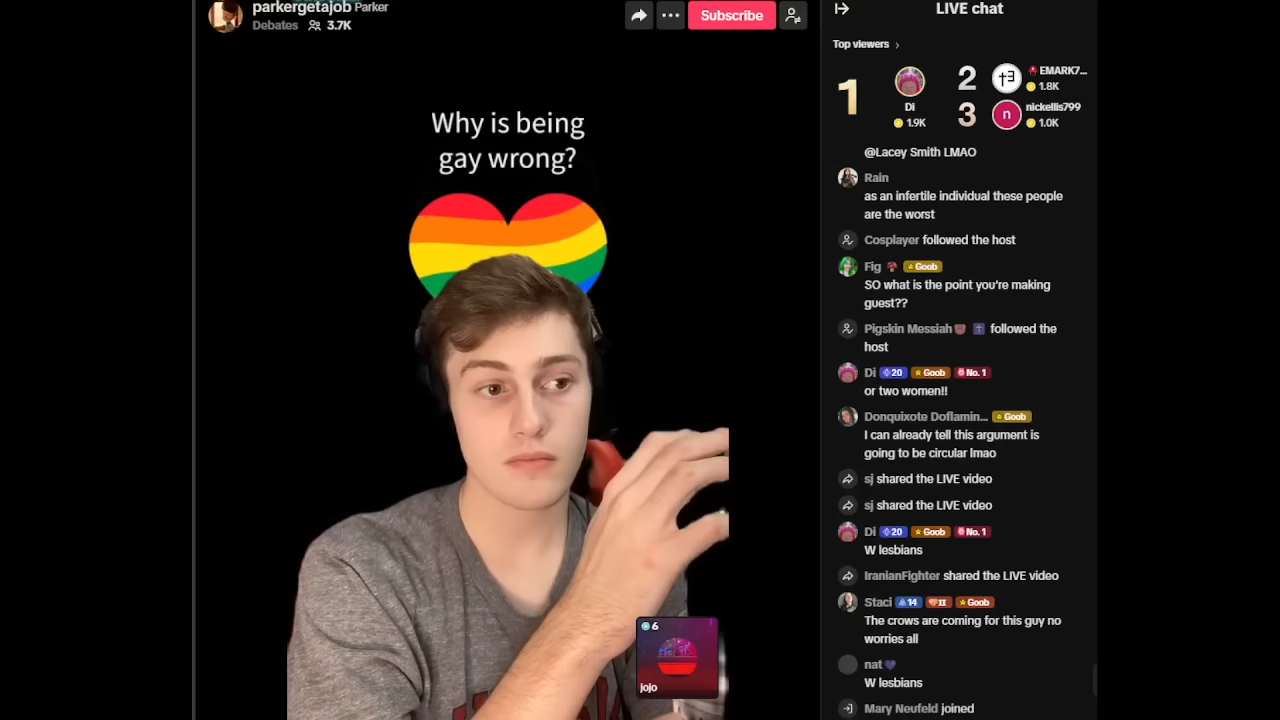 parkergetajob Parker
Debates 3.7K
Subscribe
Why is being
gay wrong?
6
jojo
LIVE chat
Top viewers
1
Di
1.9K
2
EMARK7...
1.8K
3
n
nickellis799
1.0K
@Lacey Smith LMAO
Rain
as an infertile individual these people
are the worst
Cosplayer followed the host
Fig Goob
SO what is the point you're making
guest??
Pigskin Messiah followed the
host
Di 20 Goob No. 1
or two women!!
Donquixote Doflamin... Goob
I can already tell this argument is
going to be circular lmao
sj shared the LIVE video
sj shared the LIVE video
Di 20 Goob No. 1
W lesbians
IranianFighter shared the LIVE video
Staci 14 II Goob
The crows are coming for this guy no
worries all
nat
W lesbians
Mary Neufeld joined